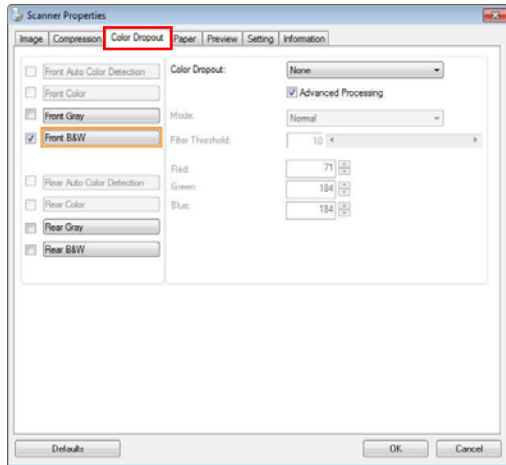 Scanner Properties
Image Compression Color Dropout Paper Preview Setting Information
Front Auto Color Detection
Front Color
Front Gray
Front B&W
Rear Auto Color Detection
Rear Color
Rear Gray
Rear B&W
Color Dropout: None
Advanced Processing
Mode: Normal
Filter Threshold: 10
Red: 71
Green: 184
Blue: 184
Defaults OK Cancel